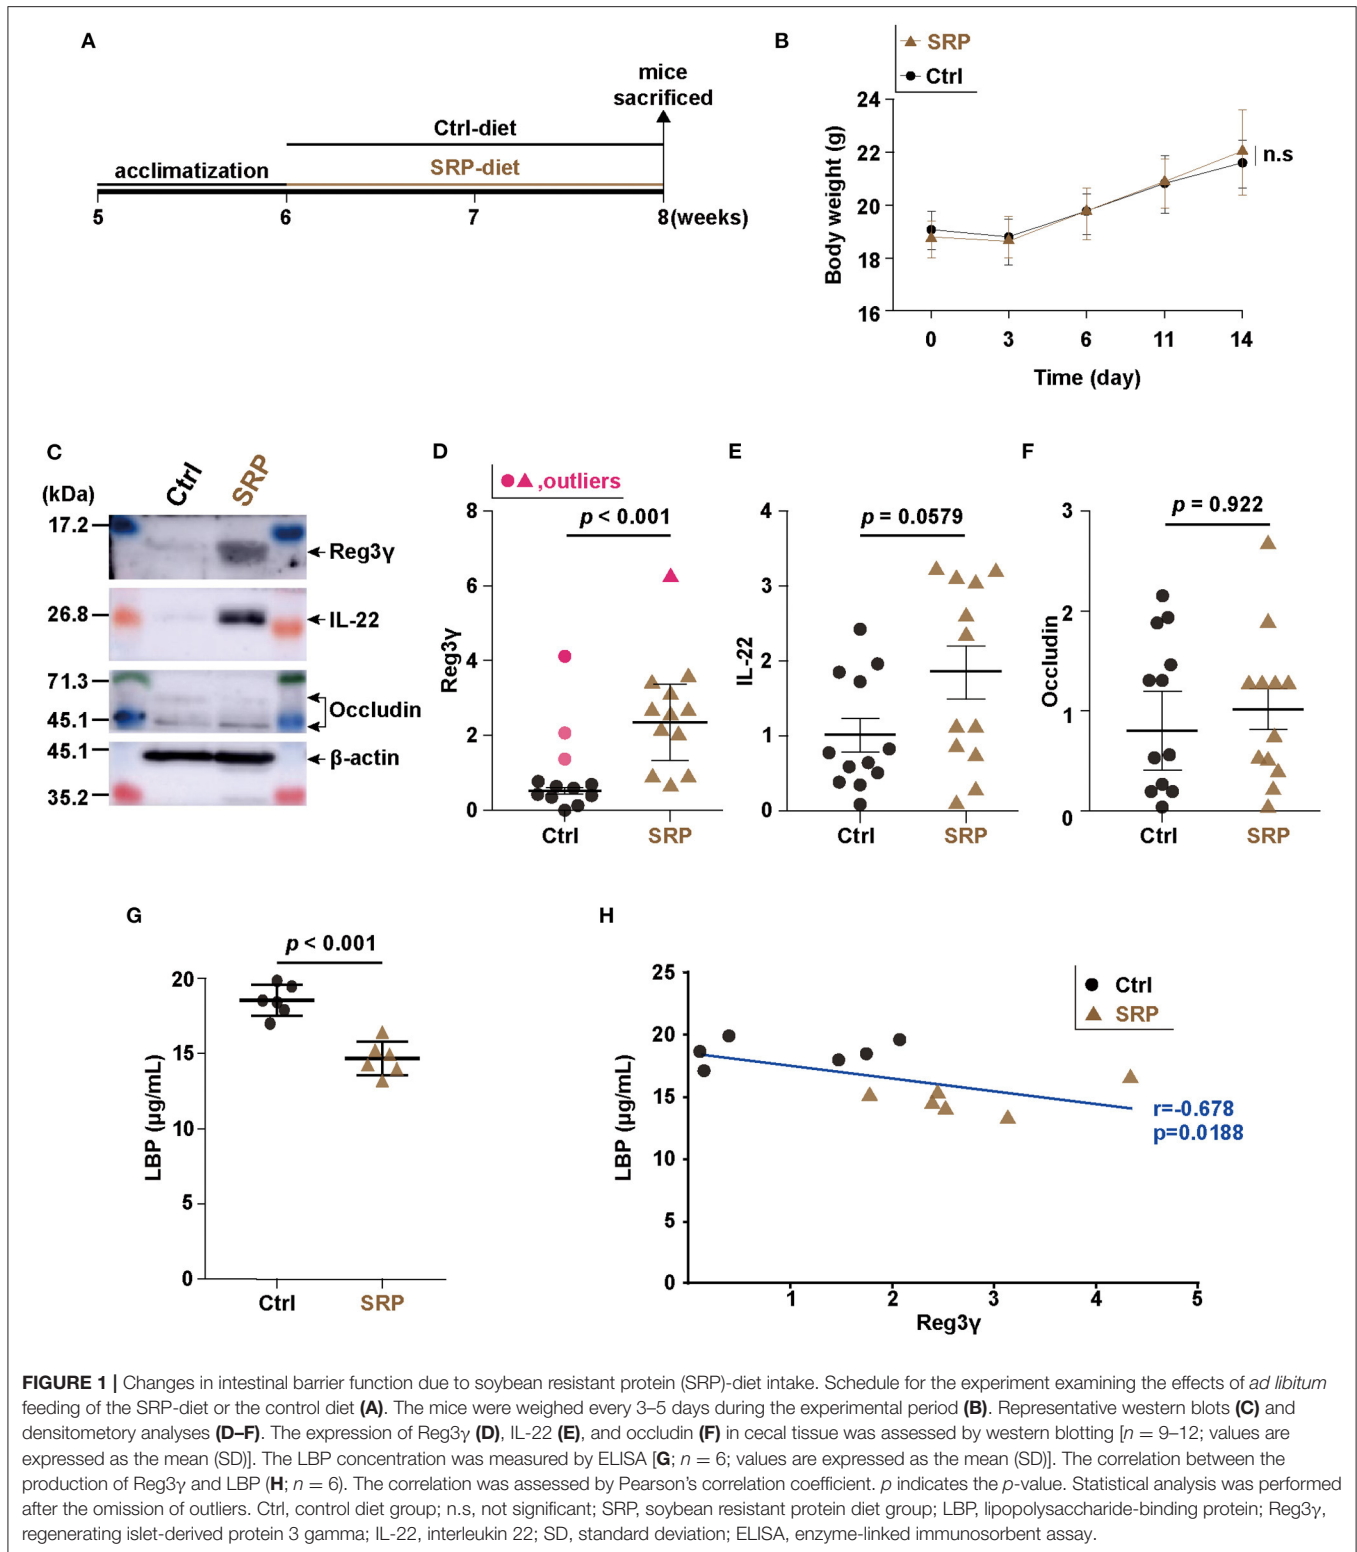 A
mice
sacrificed
Ctrl-diet
acclimatization
SRP-diet
5
6
7
8(weeks)
B
SRP
Ctrl
24
22
20
18
16
Body weight (g)
n.s
0
3
6
11
14
Time (day)
C
Ctrl
SRP
(kDa)
17.2
Reg3γ
26.8
IL-22
71.3
Occludin
45.1
45.1
β-actin
35.2
D
,outliers
p < 0.001
8
6
4
2
0
Reg3γ
Ctrl
SRP
E
p = 0.0579
4
3
2
1
0
IL-22
Ctrl
SRP
F
p = 0.922
3
2
1
0
Occludin
Ctrl
SRP
G
p < 0.001
20
15
10
5
0
LBP (μg/mL)
Ctrl
SRP
H
25
20
15
10
5
0
LBP (μg/mL)
Ctrl
SRP
r=-0.678
p=0.0188
1
2
3
4
5
Reg3γ
FIGURE 1 | Changes in intestinal barrier function due to soybean resistant protein (SRP)-diet intake. Schedule for the experiment examining the effects of ad libitum
feeding of the SRP-diet or the control diet (A). The mice were weighed every 3–5 days during the experimental period (B). Representative western blots (C) and
densitometory analyses (D–F). The expression of Reg3γ (D), IL-22 (E), and occludin (F) in cecal tissue was assessed by western blotting [n = 9–12; values are
expressed as the mean (SD)]. The LBP concentration was measured by ELISA [G; n = 6; values are expressed as the mean (SD)]. The correlation between the
production of Reg3γ and LBP (H; n = 6). The correlation was assessed by Pearson's correlation coefficient. p indicates the p-value. Statistical analysis was performed
after the omission of outliers. Ctrl, control diet group; n.s, not significant; SRP, soybean resistant protein diet group; LBP, lipopolysaccharide-binding protein; Reg3γ,
regenerating islet-derived protein 3 gamma; IL-22, interleukin 22; SD, standard deviation; ELISA, enzyme-linked immunosorbent assay.